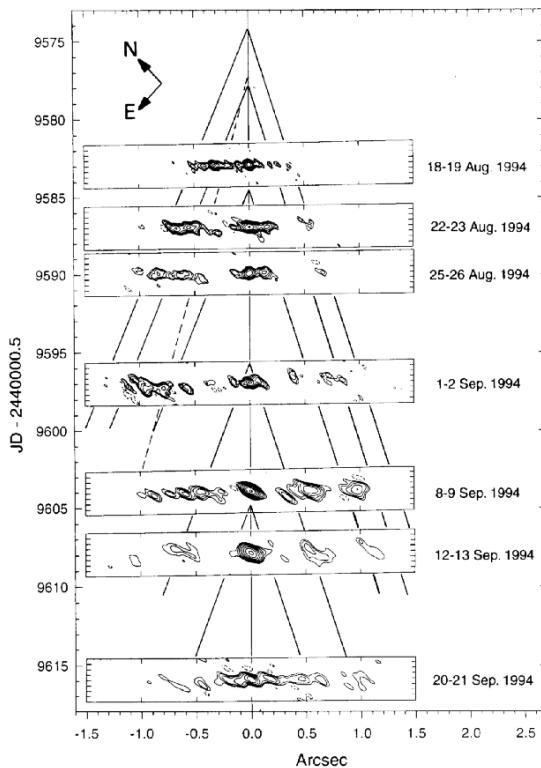 N
E
9575
9580
9585
9590
9595
9600
9605
9610
9615
JD - 2440000.5
18-19 Aug. 1994
22-23 Aug. 1994
25-26 Aug. 1994
1-2 Sep. 1994
8-9 Sep. 1994
12-13 Sep. 1994
20-21 Sep. 1994
-1.5 -1.0 -0.5 0.0 0.5 1.0 1.5 2.0
Arcsec